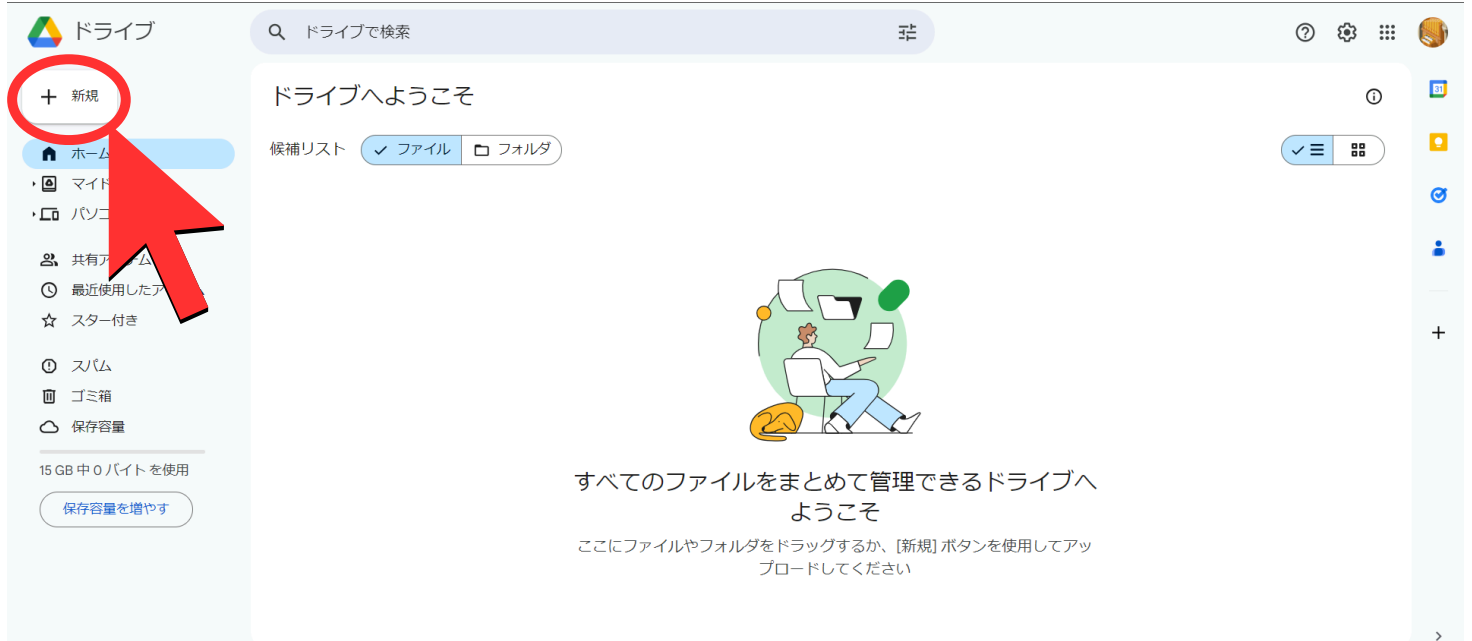 ドライブ
ドライブで検索
新規
ドライブへようこそ
候補リスト
ファイル
フォルダ
ホーム
マイド
パソコ
共有ア
ム
最近使用したア
スター付き
スパム
ゴミ箱
保存容量
15 GB 中 0 バイト を使用
保存容量を増やす
31
すべてのファイルをまとめて管理できるドライブへ
ようこそ
ここにファイルやフォルダをドラッグするか、[新規] ボタンを使用してアッ
プロードしてください